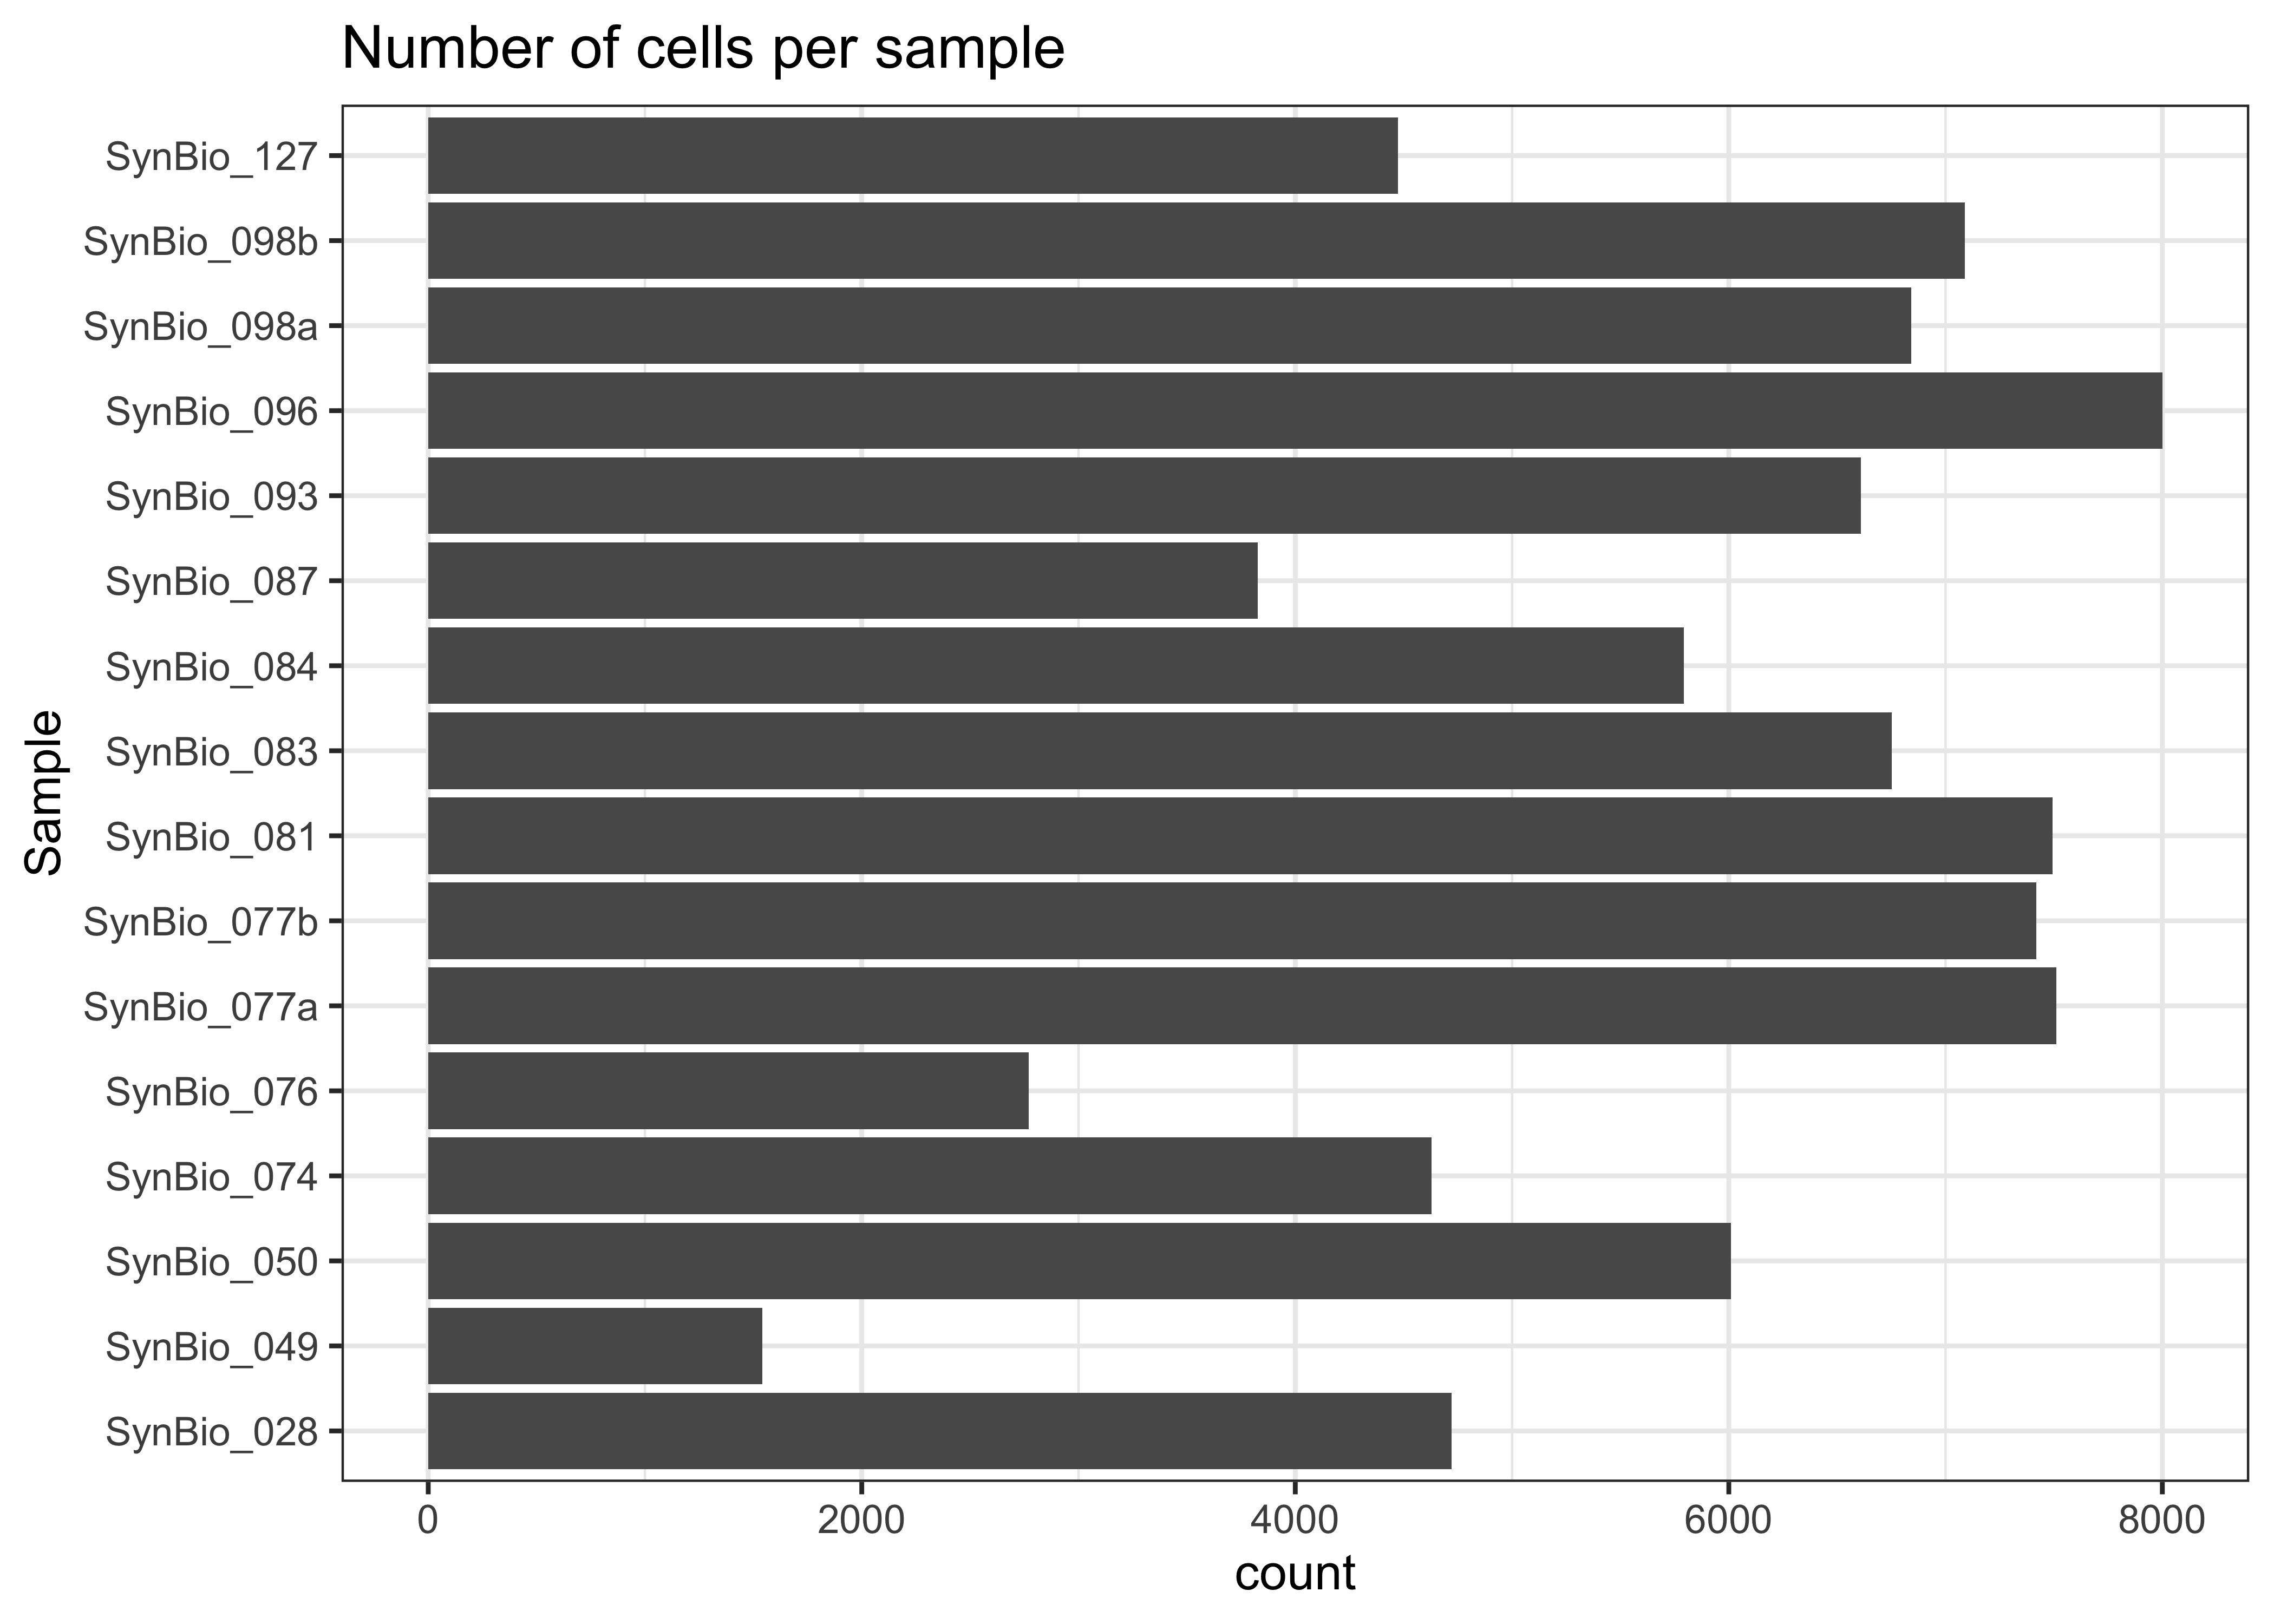 Number of cells per sample
SynBio_127
SynBio_098b
SynBio_098a
SynBio_096
SynBio_093
SynBio_087
SynBio_084
SynBio_083
SynBio_081
SynBio_077b
SynBio_077a
SynBio_076
SynBio_074
SynBio_050
SynBio_049
SynBio_028
Sample
0 2000 4000 6000 8000
count